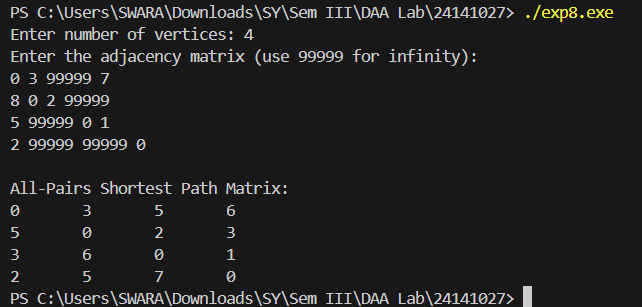 PS C:\Users\SWARA\Downloads\SY\Sem III\DAA Lab\24141027> ./exp8.exe
Enter number of vertices: 4
Enter the adjacency matrix (use 99999 for infinity):
0 3 99999 7
8 0 2 99999
5 99999 0 1
2 99999 99999 0

All-Pairs Shortest Path Matrix:
0       3       5       6
5       0       2       3
3       6       0       1
2       5       7       0
PS C:\Users\SWARA\Downloads\SY\Sem III\DAA Lab\24141027>